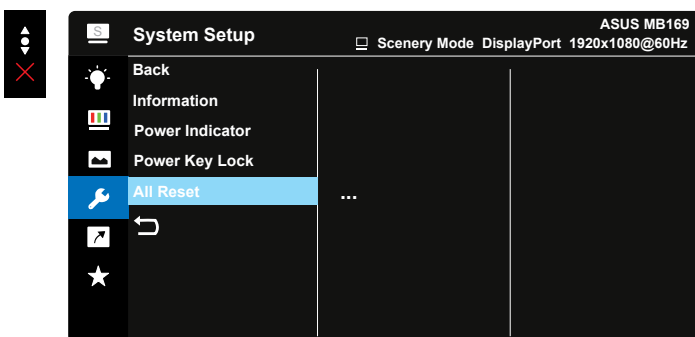 S
System Setup
ASUS MB169
Scenery Mode DisplayPort 1920x1080@60Hz
Back
Information
Power Indicator
Power Key Lock
All Reset
...